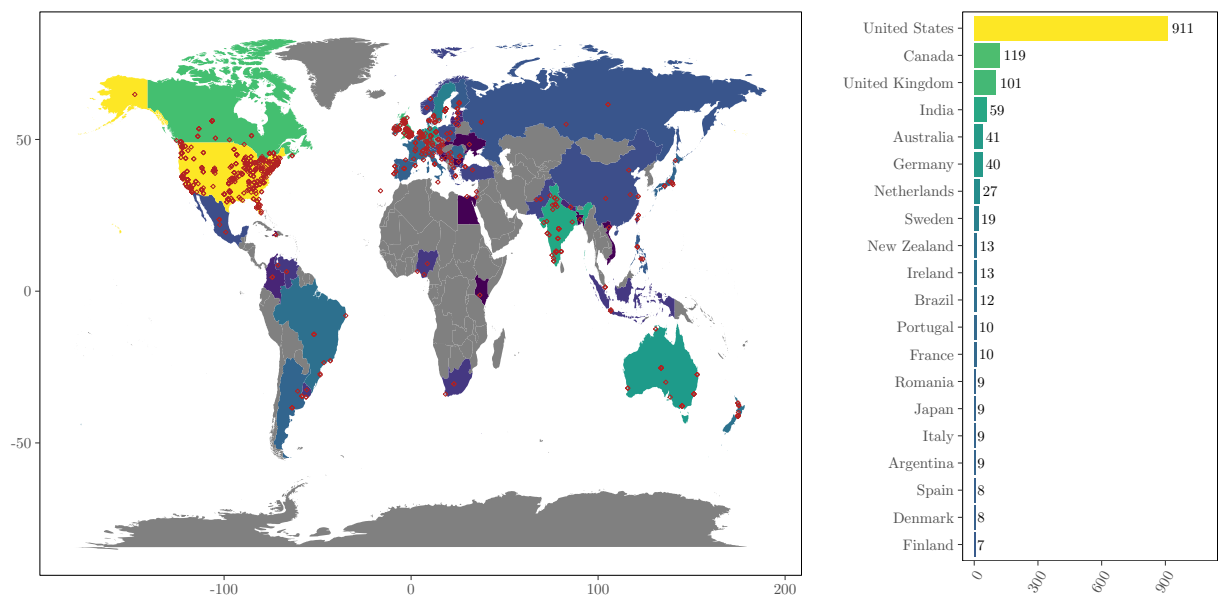 50
0
-50
-100
0
100
200
United States 911
Canada 119
United Kingdom 101
India 59
Australia 41
Germany 40
Netherlands 27
Sweden 19
New Zealand 13
Ireland 13
Brazil 12
Portugal 10
France 10
Romania 9
Japan 9
Italy 9
Argentina 9
Spain 8
Denmark 8
Finland 7
0
300
600
900